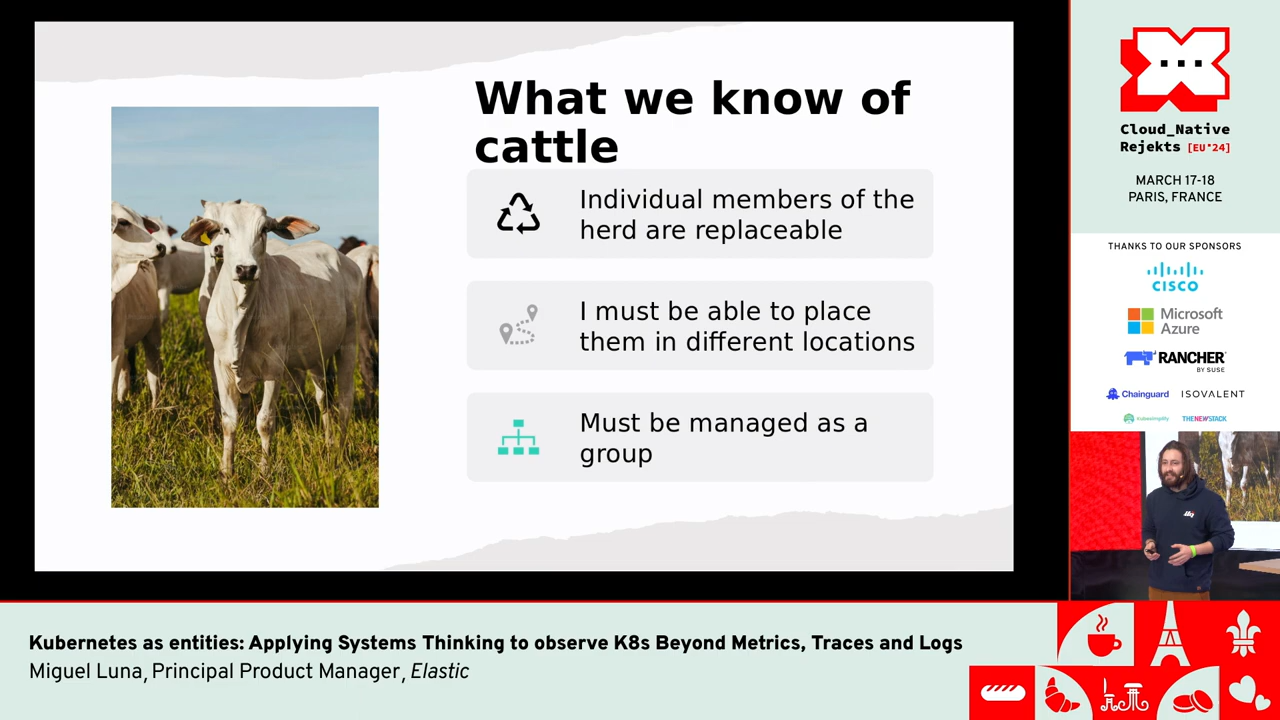 What we know of
cattle
Individual members of the
herd are replaceable
I must be able to place
them in different locations
Must be managed as a
group
Cloud_Native
Rejekts [EU*24]
MARCH 17-18
PARIS, FRANCE
THANKS TO OUR SPONSORS
CISCO
Microsoft
Azure
RANCHER
BY SUSE
Chainguard
ISOVALENT
kubesimplify
THENEWSTACK
Kubernetes as entities: Applying Systems Thinking to observe K8s Beyond Metrics, Traces and Logs
Miguel Luna, Principal Product Manager, Elastic